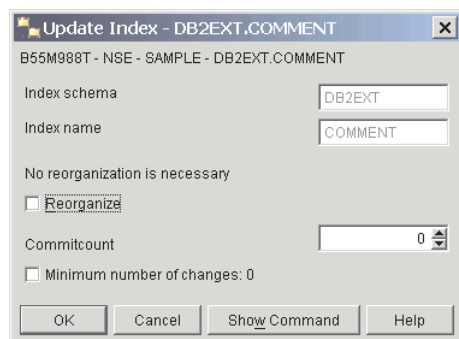 Update Index - DB2EXT.COMMENT
B55M988T - NSE - SAMPLE - DB2EXT.COMMENT
Index schema DB2EXT
Index name COMMENT
No reorganization is necessary
Reorganize
Commitcount 0
Minimum number of changes: 0
OK Cancel Show Command Help